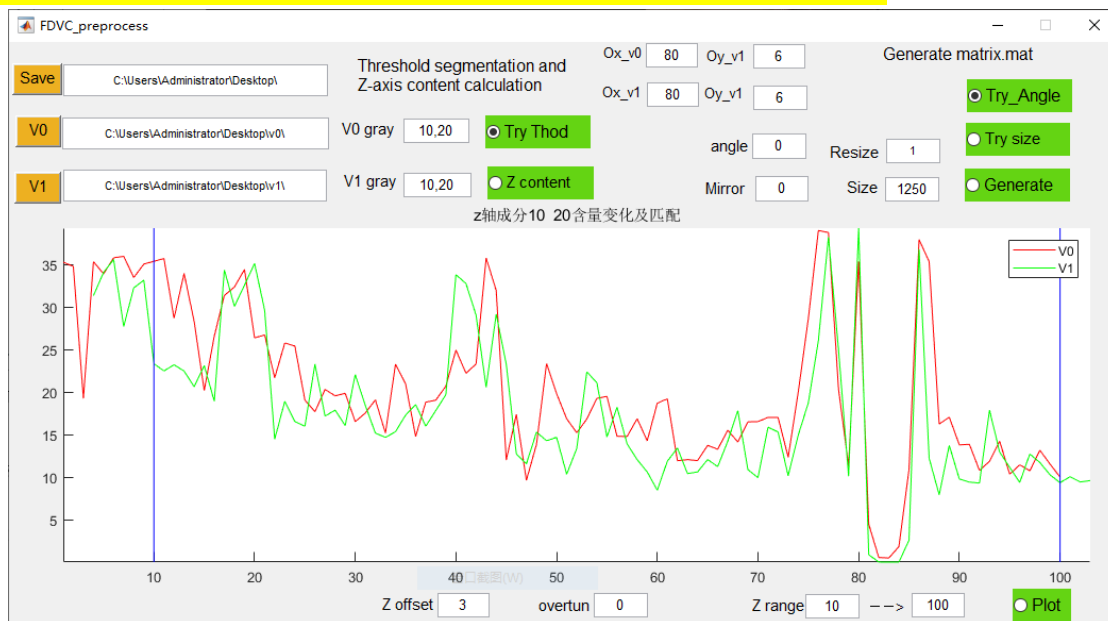 FDVC_preprocess
Save C:\Users\Administrator\Desktop\
V0 C:\Users\Administrator\Desktop\v0\
V1 C:\Users\Administrator\Desktop\v1\
Threshold segmentation and
Z-axis content calculation
V0 gray 10,20 Try Thod
V1 gray 10,20 Z content
Ox_v0 80 Oy_v1 6
Ox_v1 80 Oy_v1 6
angle 0
Mirror 0
Resize 1
Size 1250
Generate matrix.mat
Try_Angle
Try size
Generate
z轴成分10 20含量变化及匹配
V0
V1
35
30
25
20
15
10
5
10 20 30 40 50 60 70 80 90 100
口截图(W)
Z offset 3 overtun 0 Z range 10 --> 100 Plot